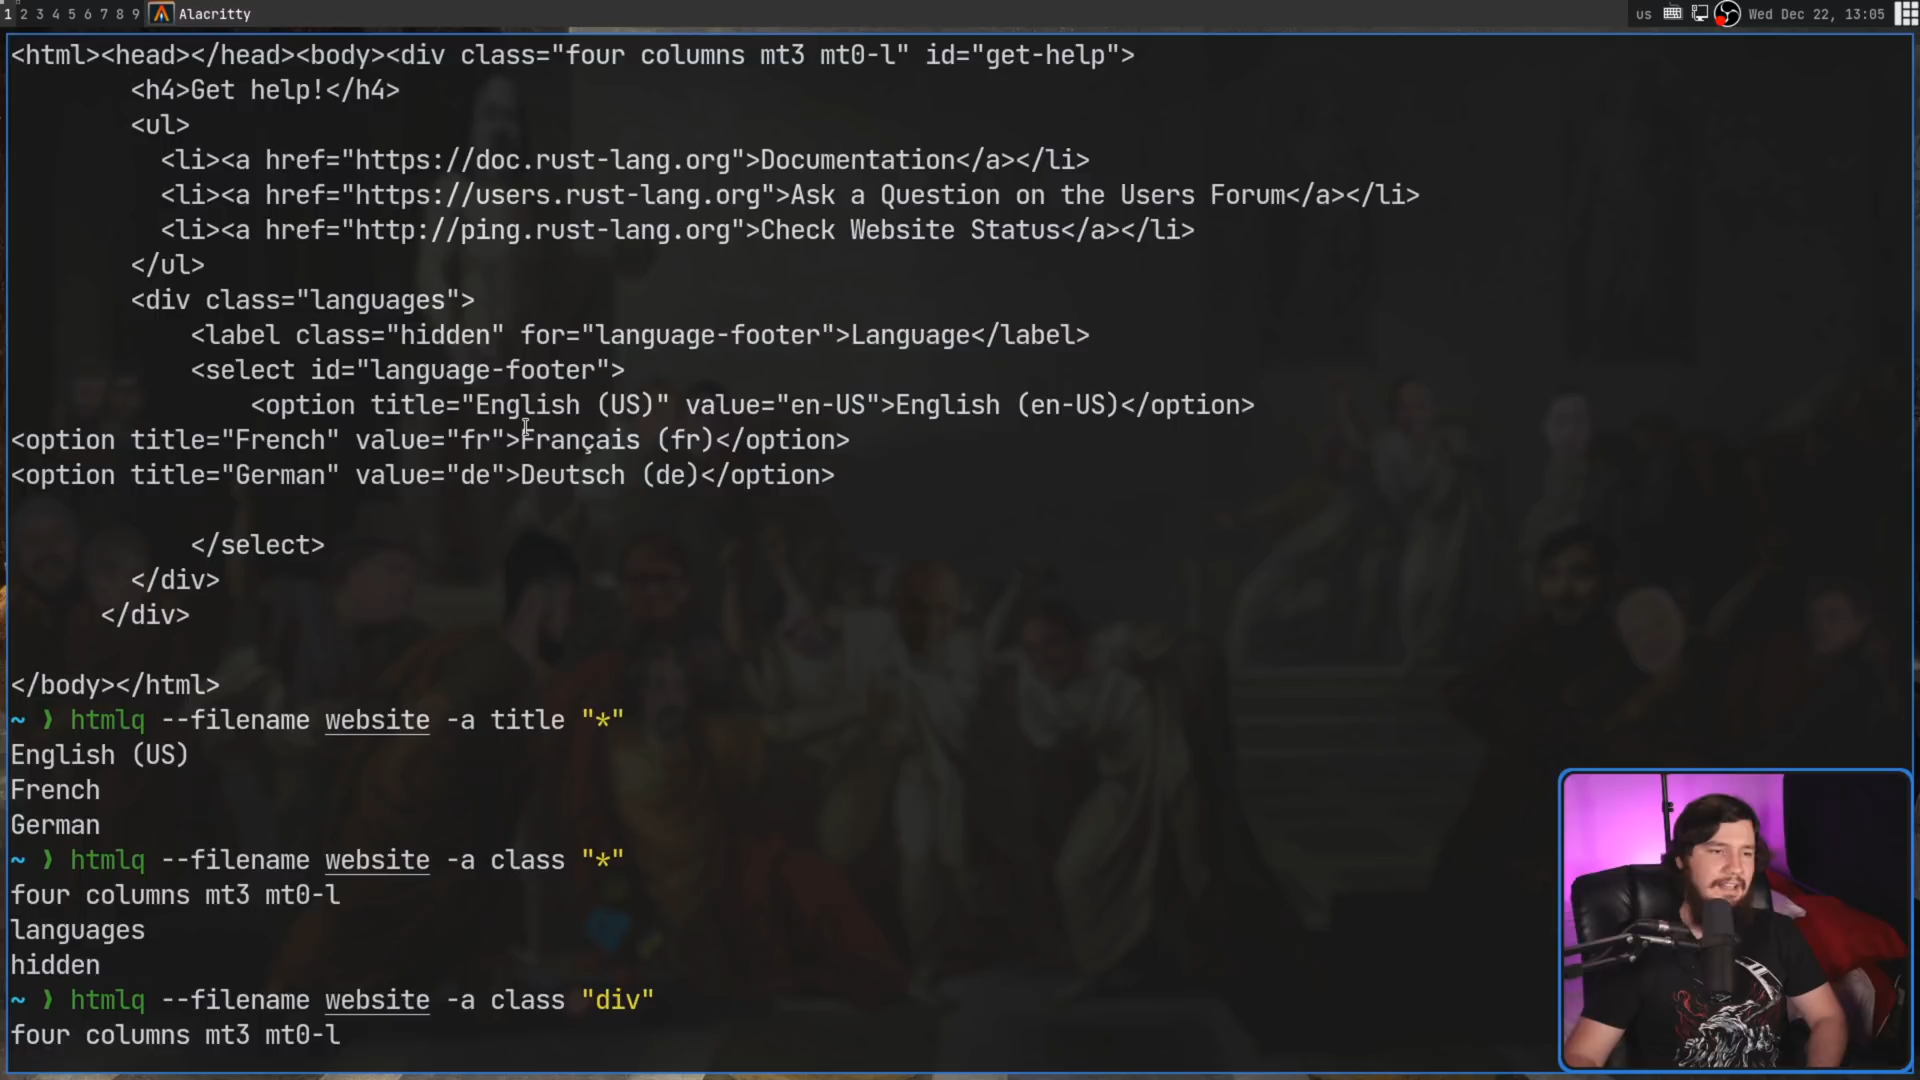 1 2 3 4 5 6 7 8 9 Alacritty us Wed Dec 22, 13:05
<html><head></head><body><div class="four columns mt3 mt0-l" id="get-help">
<h4>Get help!</h4>
<ul>
<li><a href="https://doc.rust-lang.org">Documentation</a></li>
<li><a href="https://users.rust-lang.org">Ask a Question on the Users Forum</a></li>
<li><a href="http://ping.rust-lang.org">Check Website Status</a></li>
</ul>
<div class="languages">
<label class="hidden" for="language-footer">Language</label>
<select id="language-footer">
<option title="English (US)" value="en-US">English (en-US)</option>
<option title="French" value="fr">Français (fr)</option>
<option title="German" value="de">Deutsch (de)</option>
</select>
</div>
</div>
</body></html>
~ ❯ htmlq --filename website -a title "*"
English (US)
French
German
~ ❯ htmlq --filename website -a class "*"
four columns mt3 mt0-l
languages
hidden
~ ❯ htmlq --filename website -a class "div"
four columns mt3 mt0-l